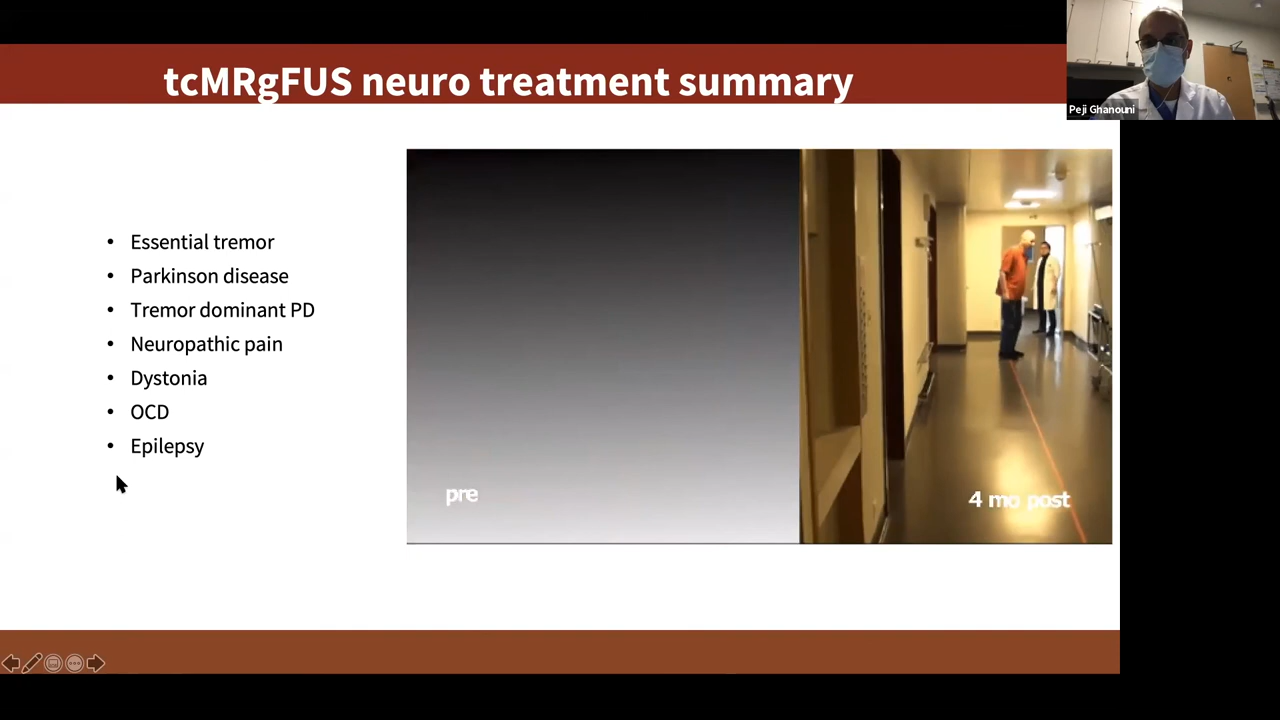 tcMRgFUS neuro treatment summary
Peji Ghanouni
• Essential tremor
• Parkinson disease
• Tremor dominant PD
• Neuropathic pain
• Dystonia
• OCD
• Epilepsy
pre
4 mo post